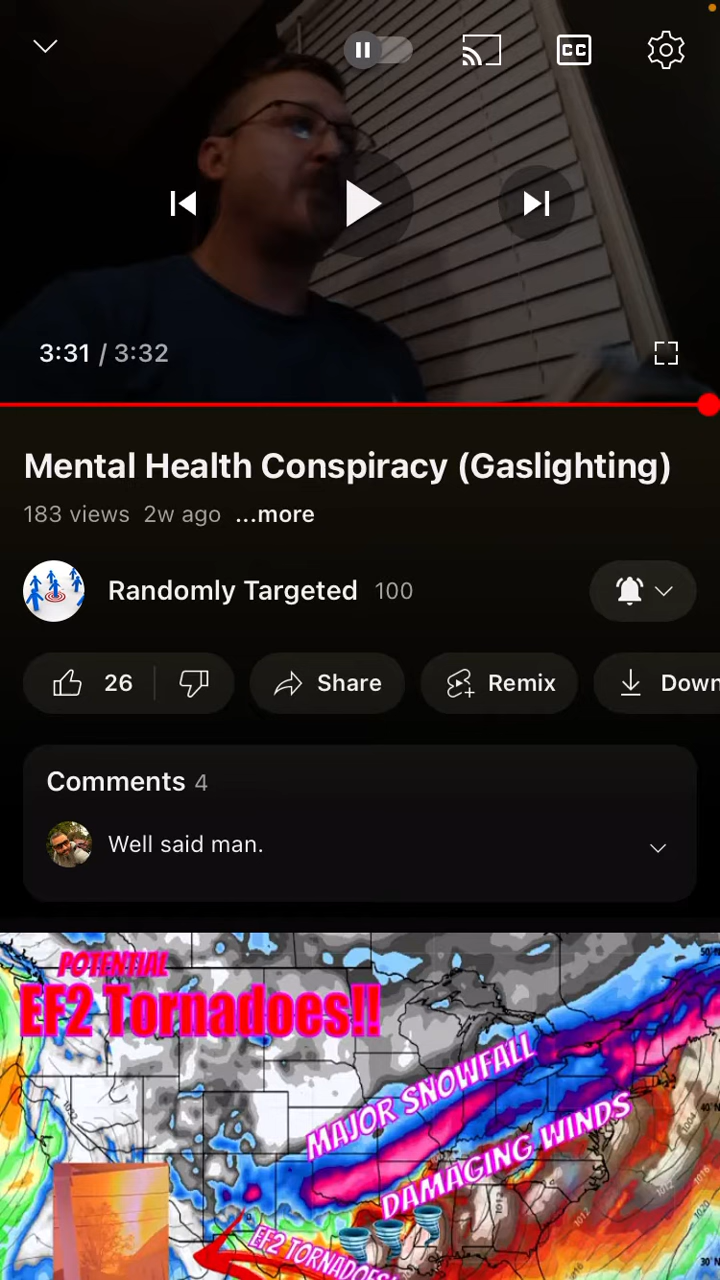 CC
3:31 / 3:32
Mental Health Conspiracy (Gaslighting)
183 views 2w ago ...more
Randomly Targeted 100
26 Share Remix Down
Comments 4
Well said man.
POTENTIAL
EF2 Tornadoes!!
MAJOR SNOWFALL
DAMAGING WINDS
EF2 TORNADOES!